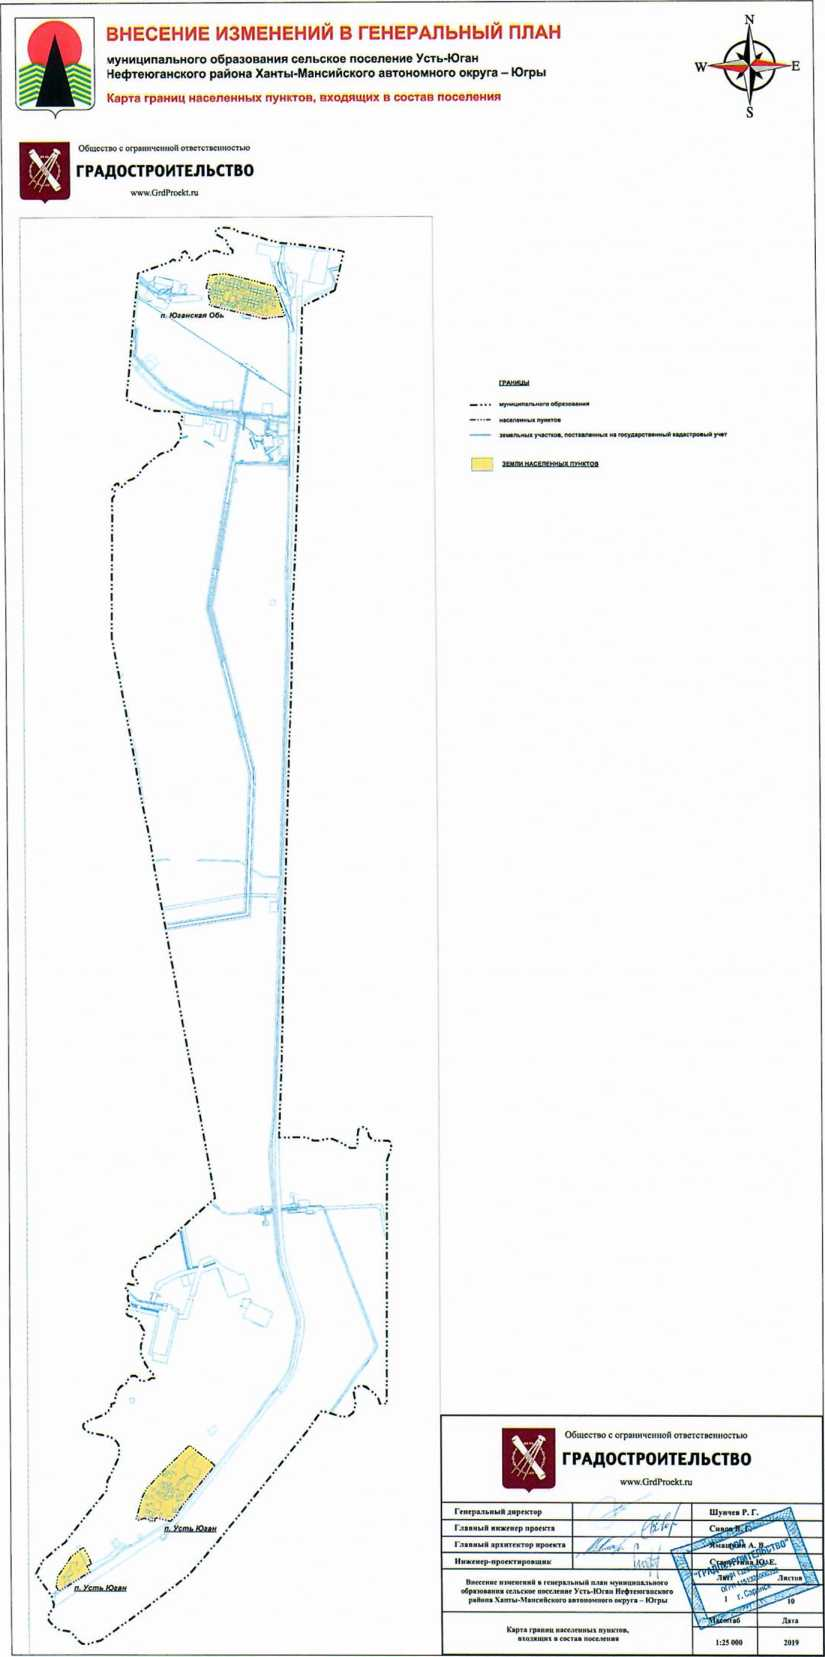 ВНЕСЕНИЕ ИЗМЕНЕНИЙ В ГЕНЕРАЛЬНЫЙ ПЛАН
муниципального образования сельское поселение Усть-Юган
Нефтеюганского района Ханты-Мансийского автономного округа – Югры
Карта границ населенных пунктов, входящих в состав поселения
N
W
E
S
Общество с ограниченной ответственностью
ГРАДОСТРОИТЕЛЬСТВО
www.GrdProekt.ru
п. Юганская Обь
ГРАНИЦЫ
муниципального образования
населенных пунктов
земельных участков, поставленных на государственный кадастровый учет
ЗЕМЛИ НАСЕЛЕННЫХ ПУНКТОВ
п. Усть Юган
п. Усть Юган
Общество с ограниченной ответственностью
ГРАДОСТРОИТЕЛЬСТВО
www.GrdProekt.ru
Генеральный директор
Шунчев Р. Г.
Главный инженер проекта
Главный архитектор проекта
Инженер-проектировщик
"ГРАДОСТРОИТЕЛЬСТВО"
г. Саранск
Внесение изменений в генеральный план муниципального
образования сельское поселение Усть-Юган Нефтеюганского
района Ханты-Мансийского автономного округа – Югры
Лист
Листов
1
10
Карта границ населенных пунктов,
входящих в состав поселения
Масштаб
Дата
1:25 000
2019